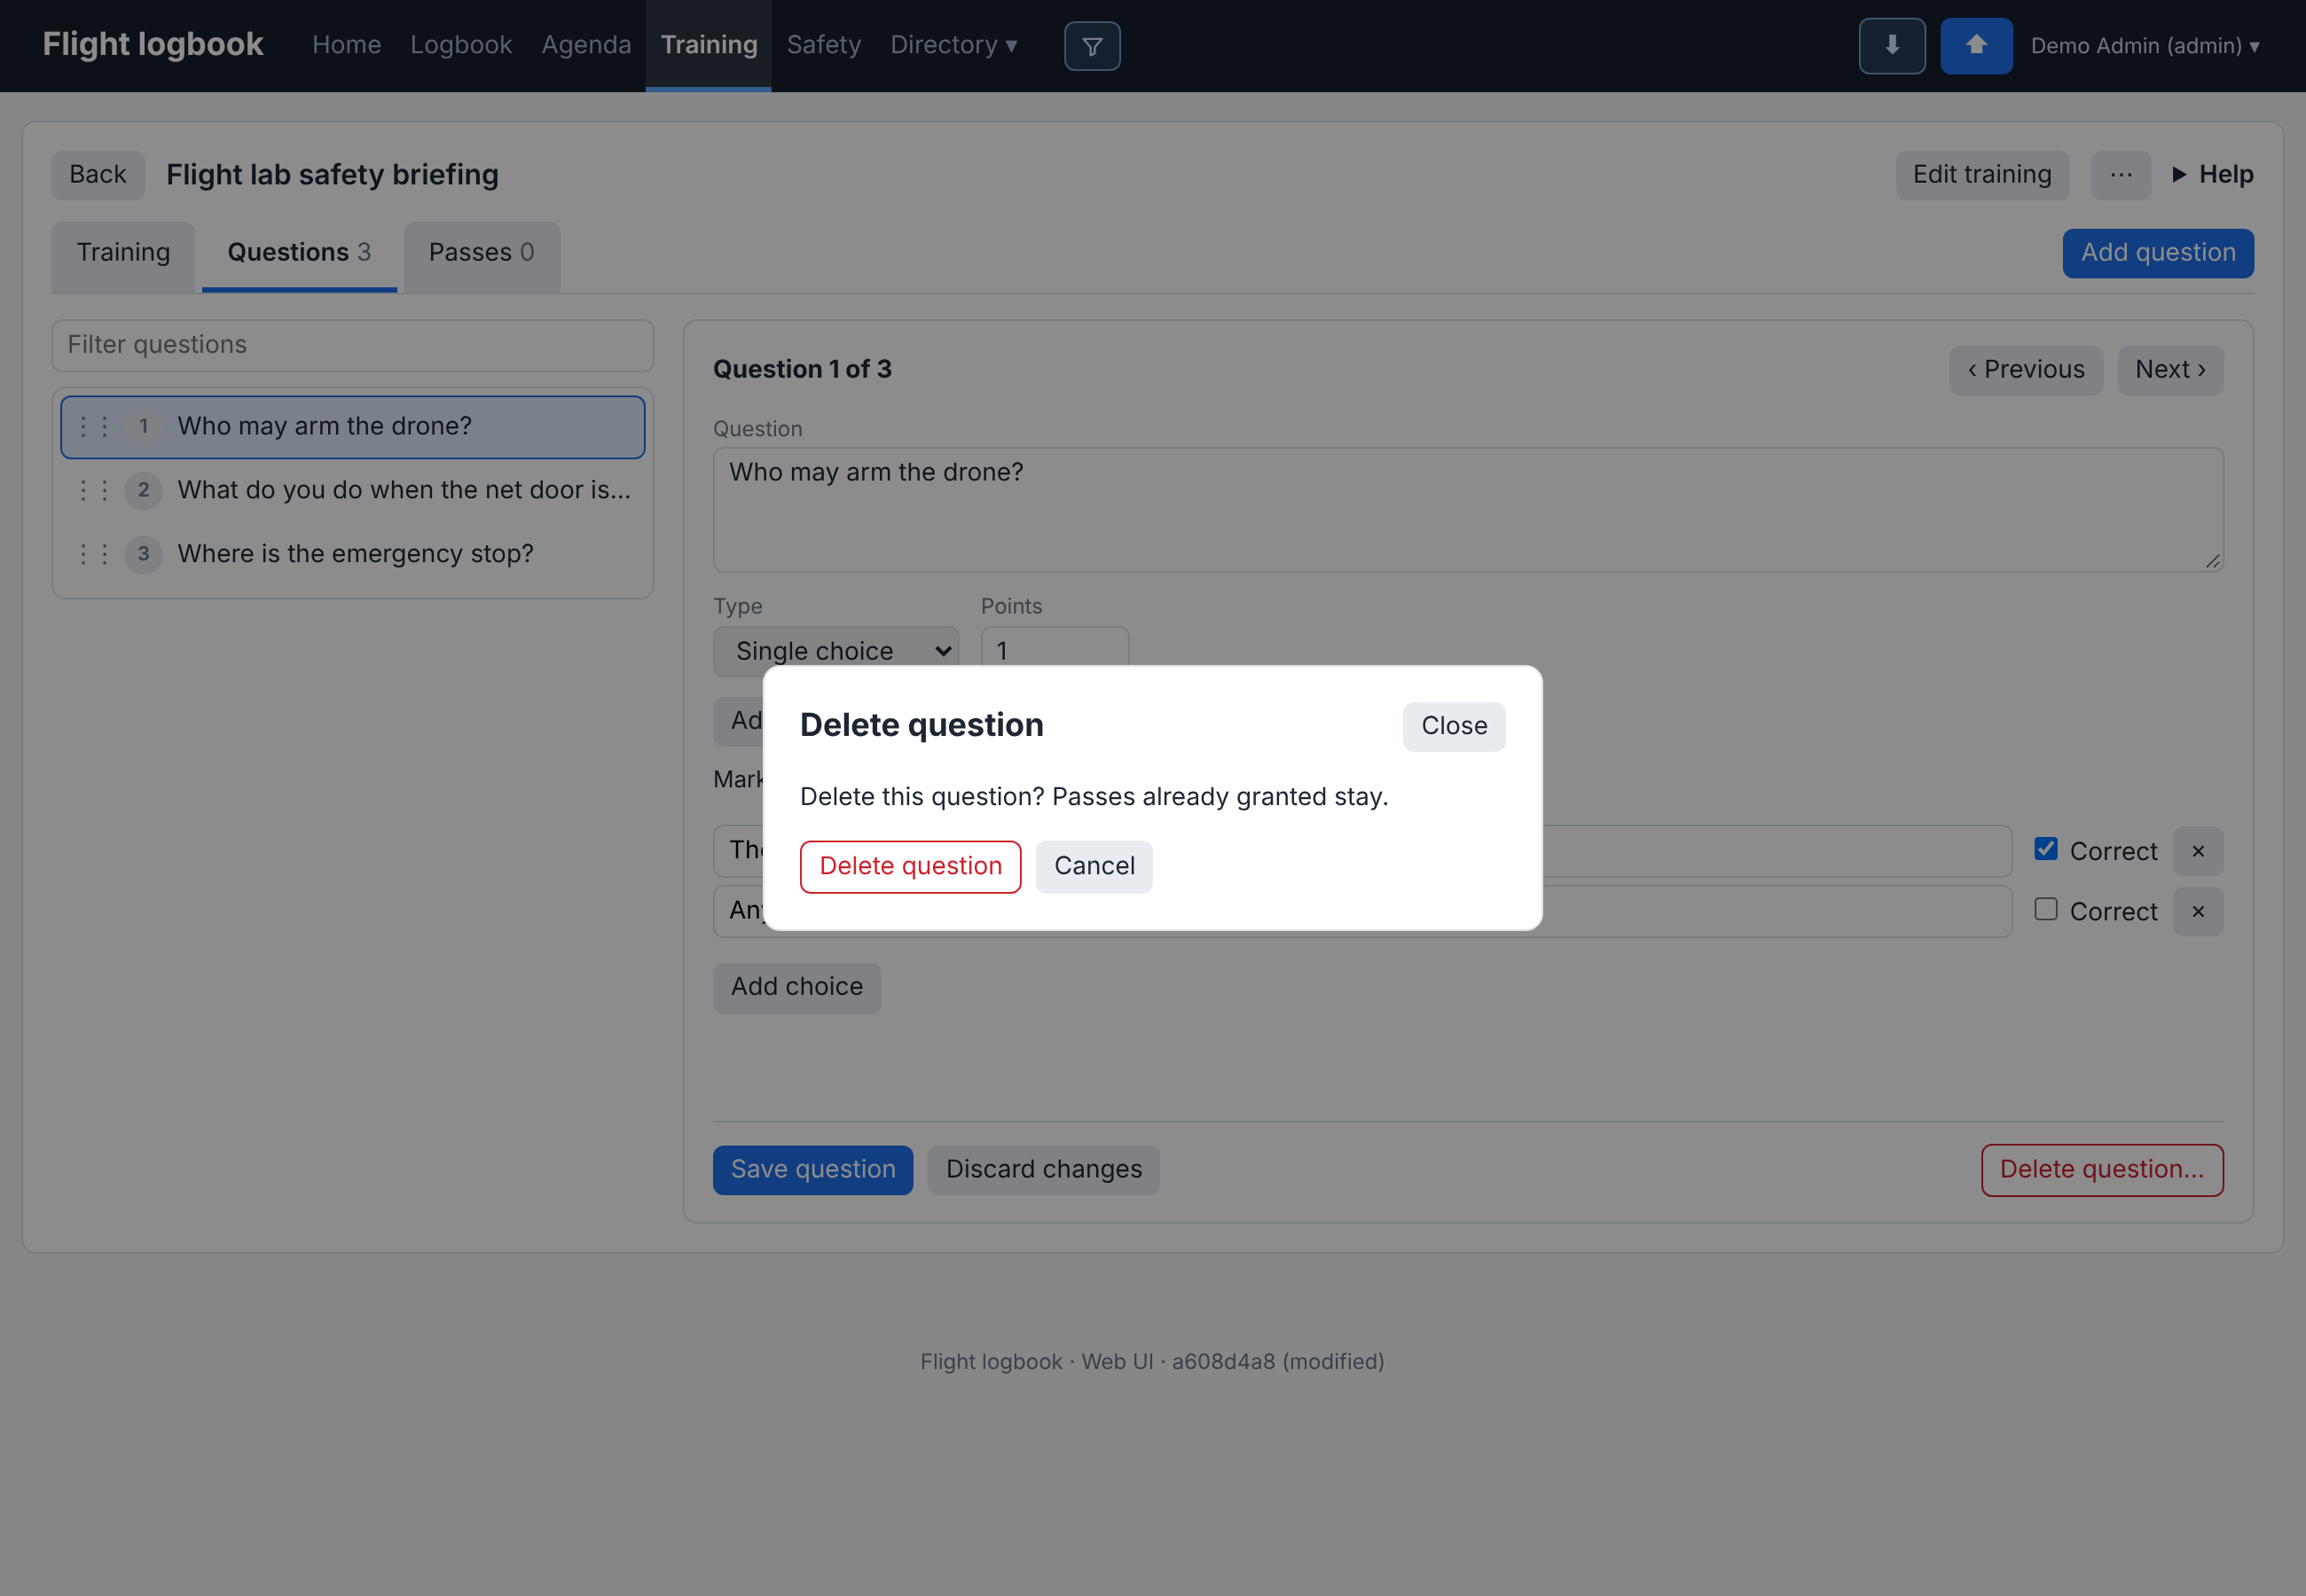 Flight logbook Home Logbook Agenda Training Safety Directory ▾ Demo Admin (admin) ▾
Back Flight lab safety briefing Edit training ⋯ ▶ Help
Training Questions 3 Passes 0 Add question
Filter questions
1 Who may arm the drone?
2 What do you do when the net door is...
3 Where is the emergency stop?
Question 1 of 3 ‹ Previous Next ›
Question
Who may arm the drone?
Type Points
Single choice 1
Delete question Close
Delete this question? Passes already granted stay.
Delete question Cancel
Correct ×
Correct ×
Add choice
Save question Discard changes Delete question...
Flight logbook · Web UI · a608d4a8 (modified)